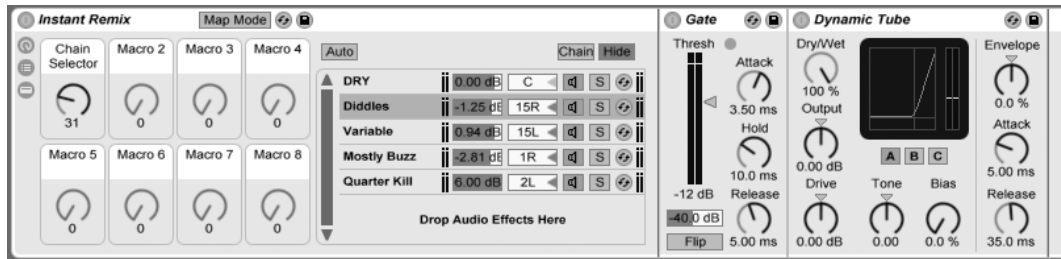 Instant Remix Map Mode
Chain Selector Macro 2 Macro 3 Macro 4
31 0 0 0
Macro 5 Macro 6 Macro 7 Macro 8
0 0 0 0
Auto Chain Hide
DRY 0.00 dB C S
Diddles -1.25 dB 15R S
Variable 0.94 dB 15L S
Mostly Buzz -2.81 dB 1R S
Quarter Kill 6.00 dB 2L S
Drop Audio Effects Here
Gate
Thresh
Attack
3.50 ms
Hold
10.0 ms
-12 dB
Release
-40.0 dB
Flip 5.00 ms
Dynamic Tube
Dry/Wet
100 %
Output
0.00 dB
A B C
Drive Tone Bias
0.00 dB 0.00 0.0 %
Envelope
0.0 %
Attack
5.00 ms
Release
35.0 ms